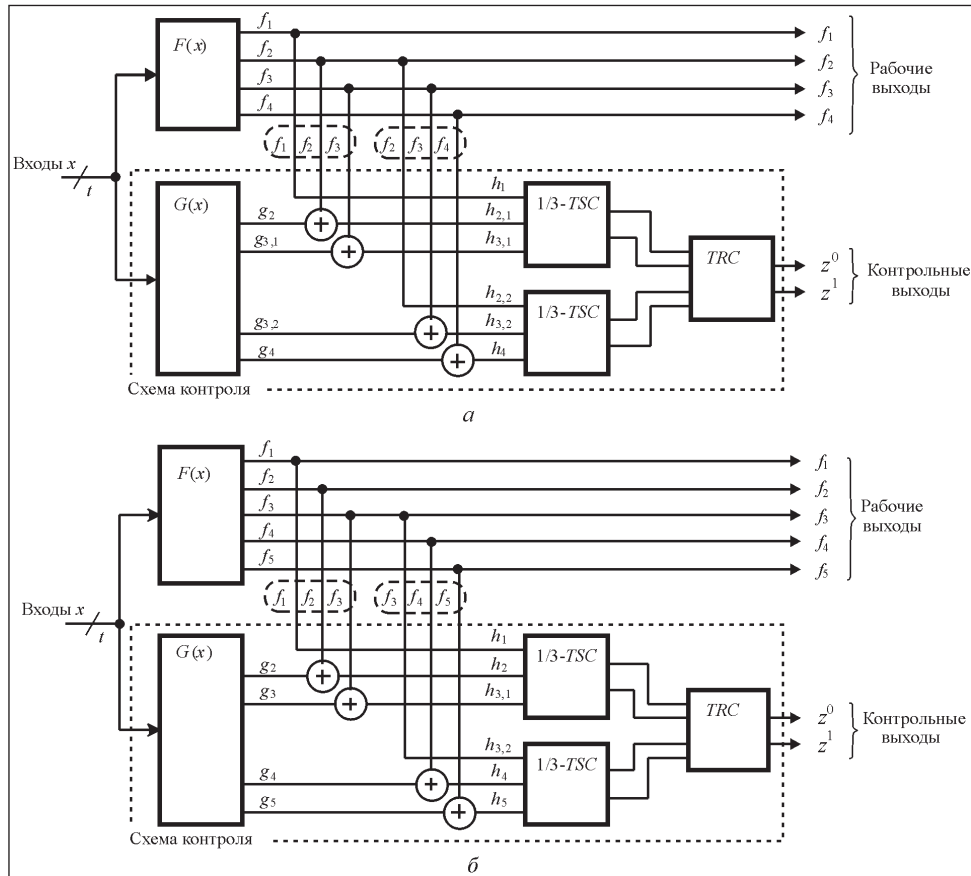 f1
f1
F(x)
f2
f2
f3
f3
Рабочие
выходы
f4
f4
f1 f2 f3
f2 f3 f4
Входы x
t
G(x)
h1
1/3-TSC
g2
h2,1
g3,1
h3,1
TRC
z0
Контрольные
z1
выходы
h2,2
1/3-TSC
g3,2
h3,2
g4
h4
Схема контроля
а
f1
f1
F(x)
f2
f2
f3
f3
Рабочие
выходы
f4
f4
f5
f5
f1 f2 f3
f3 f4 f5
Входы x
t
G(x)
h1
1/3-TSC
g2
h2
g3
h3,1
TRC
z0
Контрольные
z1
выходы
h3,2
1/3-TSC
g4
h4
g5
h5
Схема контроля
б